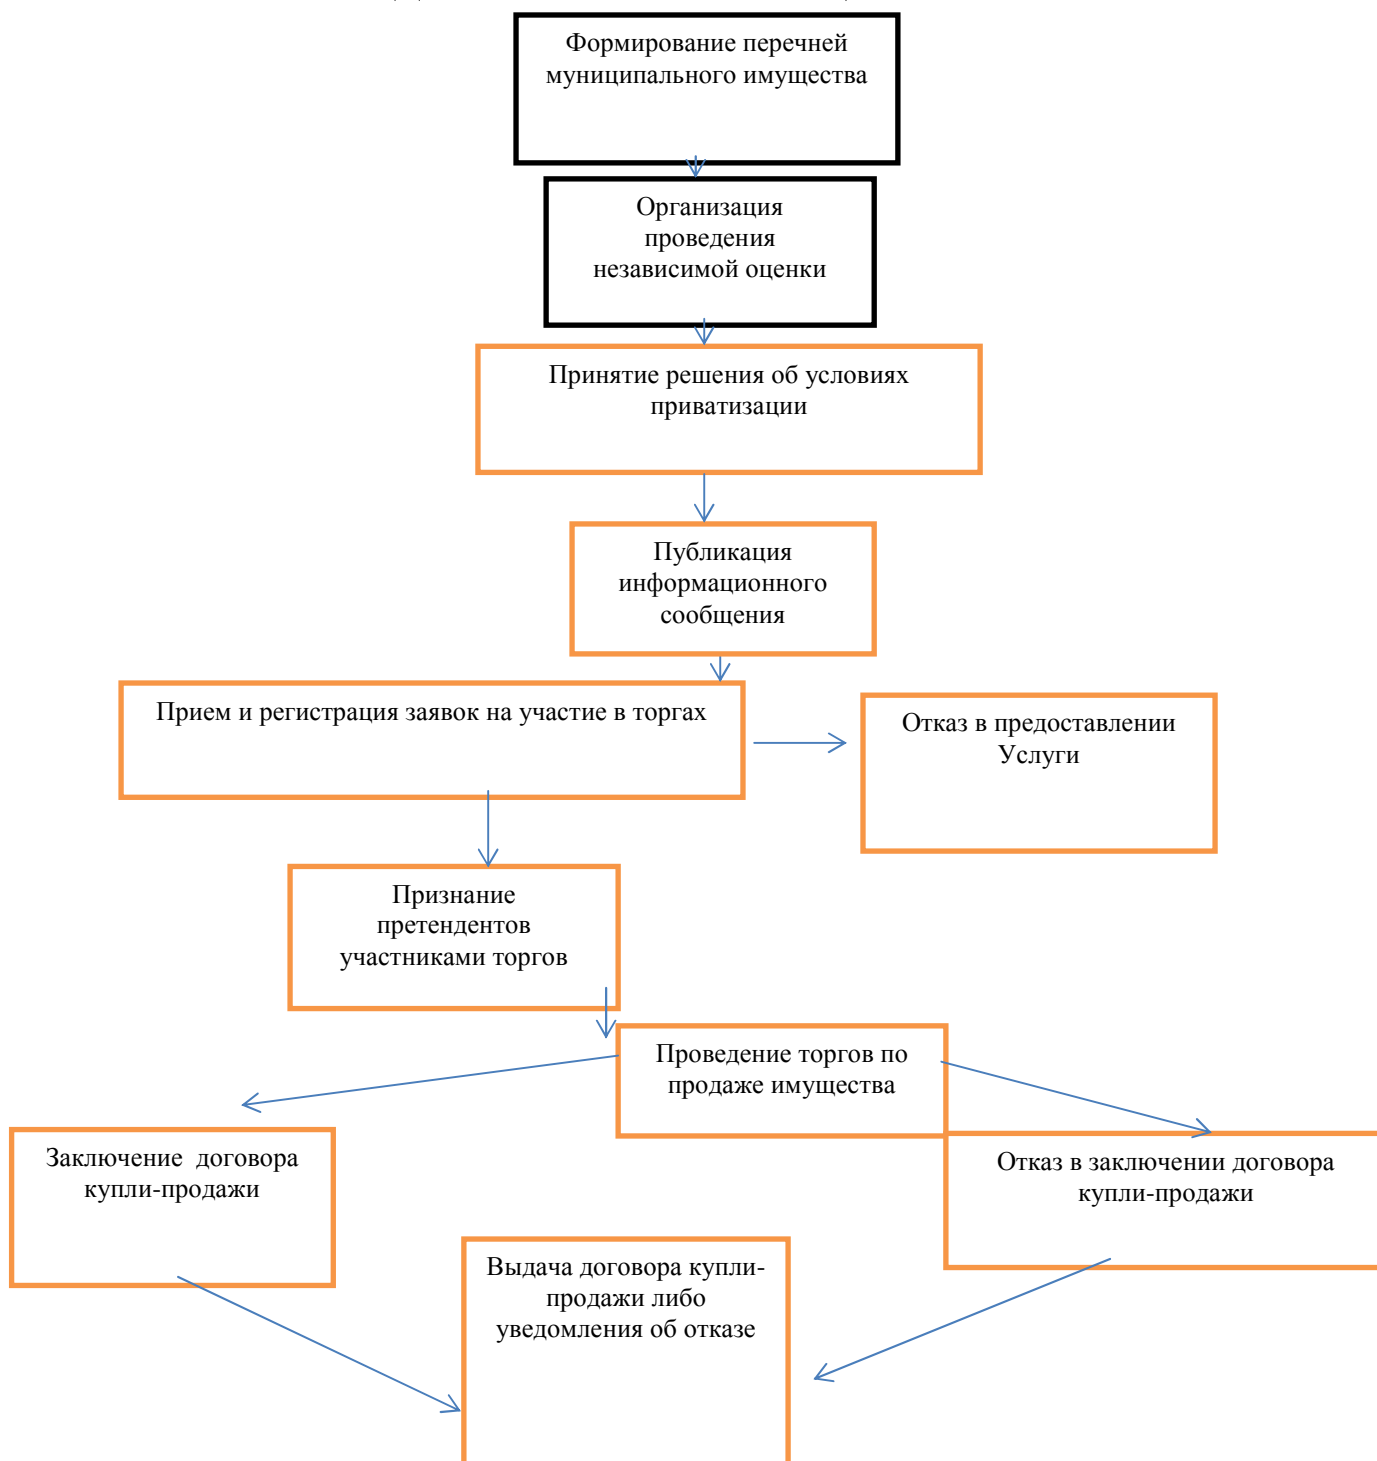 Формирование перечней
муниципального имущества
Организация
проведения
независимой оценки
Принятие решения об условиях
приватизации
Публикация
информационного
сообщения
Прием и регистрация заявок на участие в торгах
Отказ в предоставлении
Услуги
Признание
претендентов
участниками торгов
Проведение торгов по
продаже имущества
Заключение  договора
купли-продажи
Отказ в заключении договора
купли-продажи
Выдача договора купли-
продажи либо
уведомления об отказе